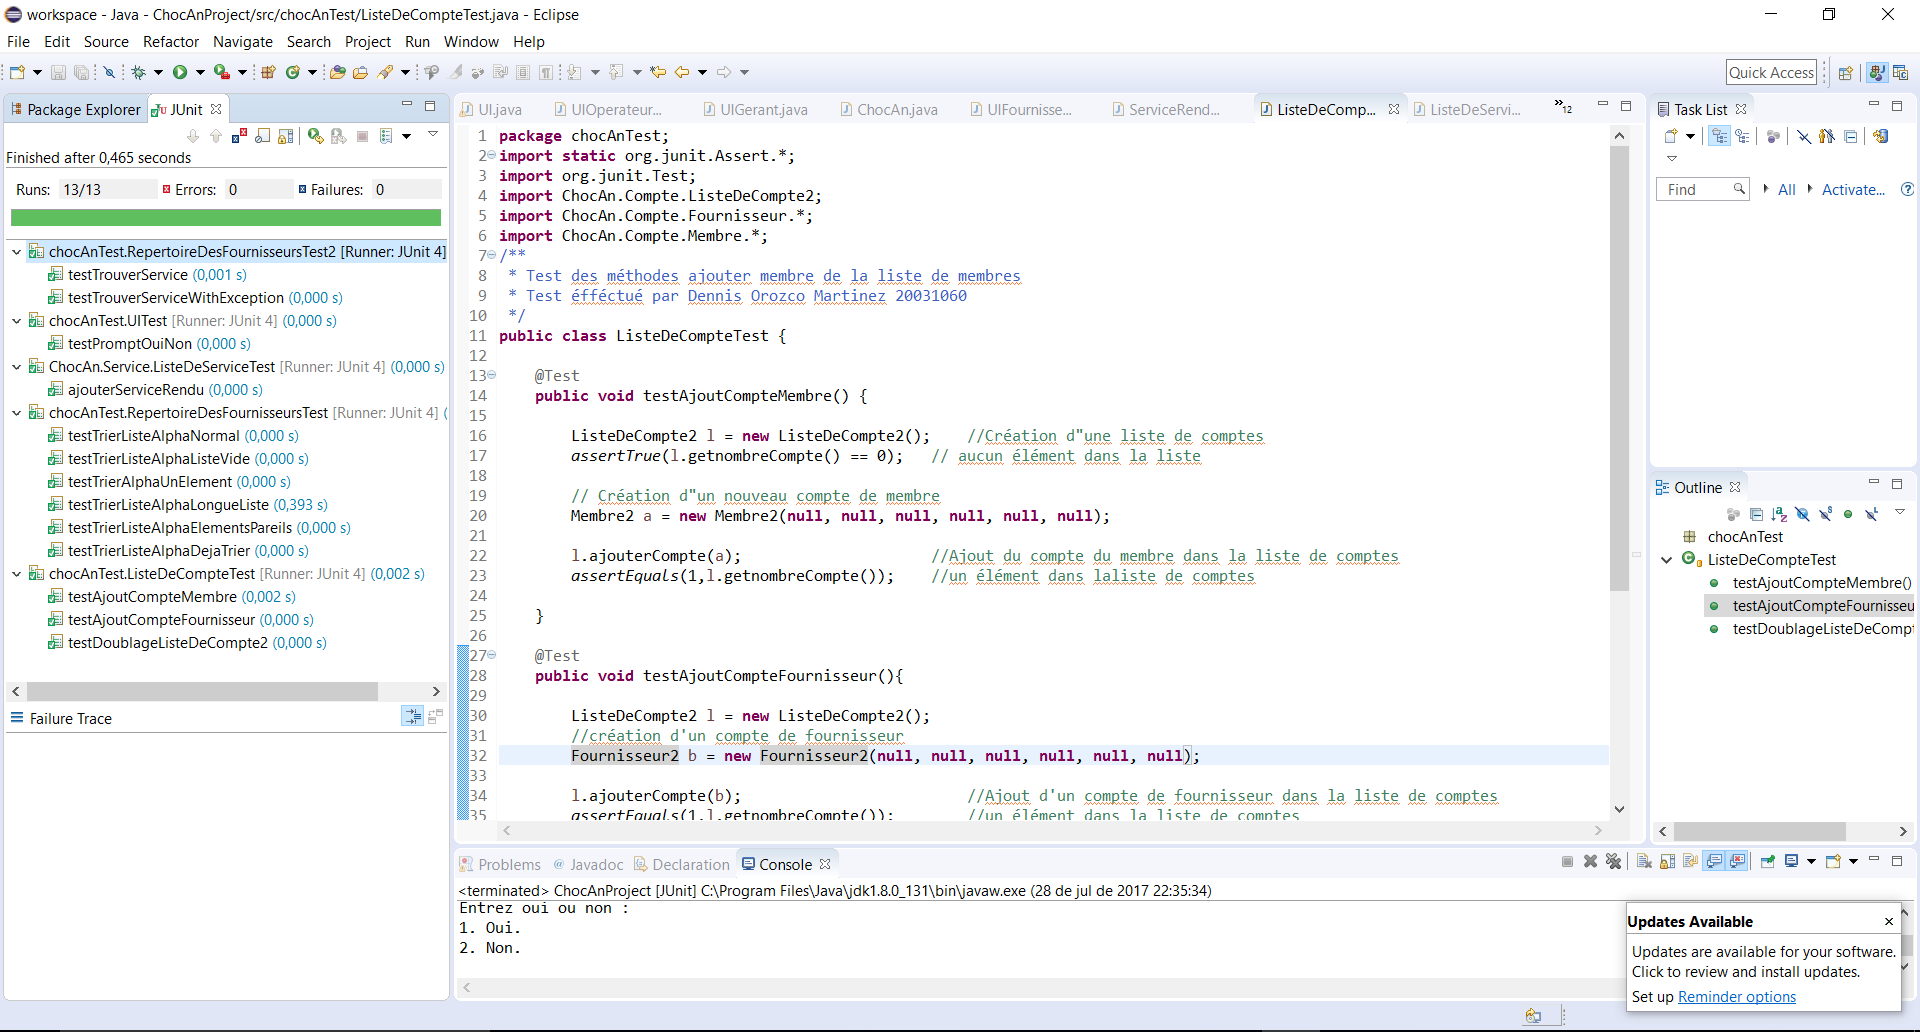 workspace - Java - ChocAnProject/src/chocAnTest/ListeDeCompteTest.java - Eclipse
File Edit Source Refactor Navigate Search Project Run Window Help
Quick Access
Package Explorer JUnit
Finished after 0,465 seconds
Runs: 13/13 Errors: 0 Failures: 0
chocAnTest.RepertoireDesFournisseursTest2 [Runner: JUnit 4]
testTrouverService (0,001 s)
testTrouverServiceWithException (0,000 s)
chocAnTest.UITest [Runner: JUnit 4] (0,000 s)
testPromptOuiNon (0,000 s)
ChocAn.Service.ListeDeServiceTest [Runner: JUnit 4] (0,000 s)
ajouterServiceRendu (0,000 s)
chocAnTest.RepertoireDesFournisseursTest [Runner: JUnit 4] (
testTrierListeAlphaNormal (0,000 s)
testTrierListeAlphaListeVide (0,000 s)
testTrierAlphaUnElement (0,000 s)
testTrierListeAlphaLongueListe (0,393 s)
testTrierListeAlphaElementsPareils (0,000 s)
testTrierListeAlphaDejaTrier (0,000 s)
chocAnTest.ListeDeCompteTest [Runner: JUnit 4] (0,002 s)
testAjoutCompteMembre (0,002 s)
testAjoutCompteFournisseur (0,000 s)
testDoublageListeDeCompte2 (0,000 s)
Failure Trace
UI.java UIOperateur... UIGerant.java ChocAn.java UIFournisse... ServiceRend... ListeDeComp... ListeDeServi... »12
1 package chocAnTest;
2 import static org.junit.Assert.*;
3 import org.junit.Test;
4 import ChocAn.Compte.ListeDeCompte2;
5 import ChocAn.Compte.Fournisseur.*;
6 import ChocAn.Compte.Membre.*;
7 /**
8 * Test des méthodes ajouter membre de la liste de membres
9 * Test éfféctué par Dennis Orozco Martinez 20031060
10 */
11 public class ListeDeCompteTest {
12
13 @Test
14 public void testAjoutCompteMembre() {
15
16 ListeDeCompte2 l = new ListeDeCompte2(); //Création d"une liste de comptes
17 assertTrue(l.getnombreCompte() == 0); // aucun élément dans la liste
18
19 // Création d"un nouveau compte de membre
20 Membre2 a = new Membre2(null, null, null, null, null, null);
21
22 l.ajouterCompte(a); //Ajout du compte du membre dans la liste de comptes
23 assertEquals(1,l.getnombreCompte()); //un élément dans laliste de comptes
24
25 }
26
27 @Test
28 public void testAjoutCompteFournisseur(){
29
30 ListeDeCompte2 l = new ListeDeCompte2();
31 //création d'un compte de fournisseur
32 Fournisseur2 b = new Fournisseur2(null, null, null, null, null, null);
33
34 l.ajouterCompte(b); //Ajout d'un compte de fournisseur dans la liste de comptes
35 assertEquals(1,l.getnombreCompte()); //un élément dans la liste de comptes
Problems Javadoc Declaration Console
<terminated> ChocAnProject [JUnit] C:\Program Files\Java\jdk1.8.0_131\bin\javaw.exe (28 de jul de 2017 22:35:34)
Entrez oui ou non :
1. Oui.
2. Non.
Task List
Find All Activate...
Outline
chocAnTest
ListeDeCompteTest
testAjoutCompteMembre()
testAjoutCompteFournisseu
testDoublageListeDeCompt
Updates Available
Updates are available for your software.
Click to review and install updates.
Set up Reminder options